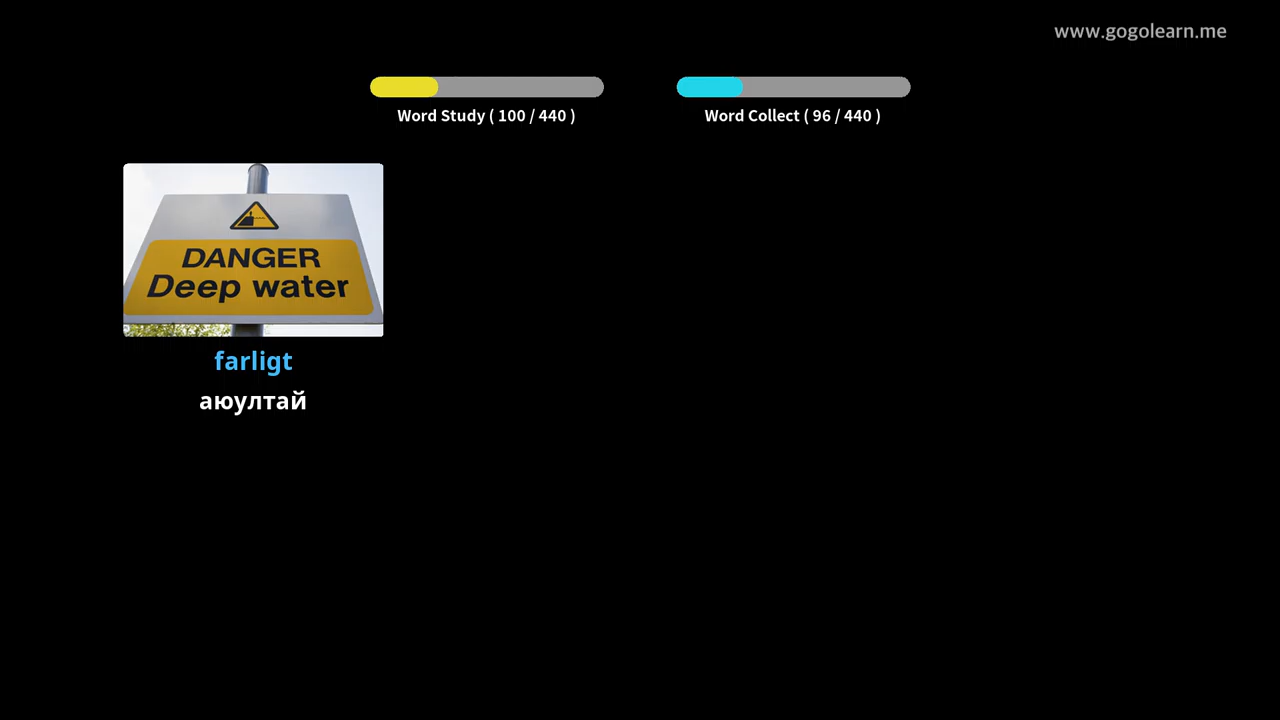 www.gogolearn.me
Word Study ( 100 / 440 )
Word Collect ( 96 / 440 )
DANGER
Deep water
farligt
аюултай